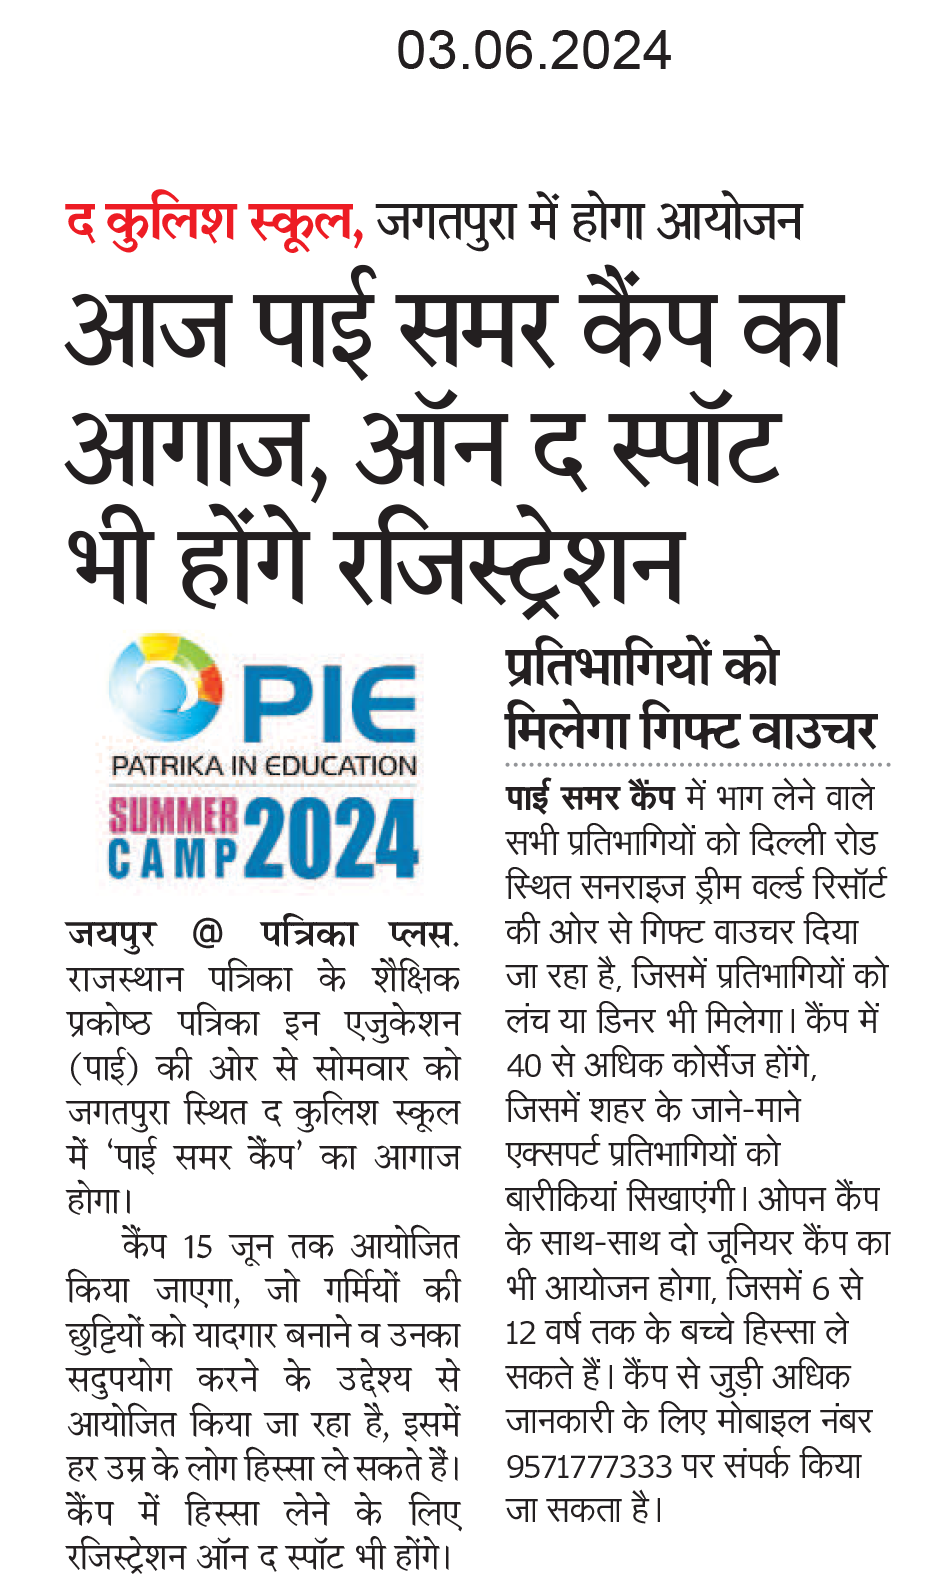 03.06.2024
द कुलिश स्कूल, जगतपुरा में होगा आयोजन
आज पाई समर कैंप का
आगाज, ऑन द स्पॉट
भी होंगे रजिस्ट्रेशन
PIE
PATRIKA IN EDUCATION
SUMMER
CAMP 2024
जयपुर @ पत्रिका प्लस.
राजस्थान पत्रिका के शैक्षिक
प्रकोष्ठ पत्रिका इन एजुकेशन
(पाई) की ओर से सोमवार को
जगतपुरा स्थित द कुलिश स्कूल
में ‘पाई समर कैंप’ का आगाज
होगा।
कैंप 15 जून तक आयोजित
किया जाएगा, जो गर्मियों की
छुट्टियों को यादगार बनाने व उनका
सदुपयोग करने के उद्देश्य से
आयोजित किया जा रहा है, इसमें
हर उम्र के लोग हिस्सा ले सकते हैं।
कैंप में हिस्सा लेने के लिए
रजिस्ट्रेशन ऑन द स्पॉट भी होंगे।
प्रतिभागियों को
मिलेगा गिफ्ट वाउचर
पाई समर कैंप में भाग लेने वाले
सभी प्रतिभागियों को दिल्ली रोड
स्थित सनराइज ड्रीम वर्ल्ड रिसॉर्ट
की ओर से गिफ्ट वाउचर दिया
जा रहा है, जिसमें प्रतिभागियों को
लंच या डिनर भी मिलेगा। कैंप में
40 से अधिक कोर्सेज होंगे,
जिसमें शहर के जाने-माने
एक्सपर्ट प्रतिभागियों को
बारीकियां सिखाएंगी। ओपन कैंप
के साथ-साथ दो जूनियर कैंप का
भी आयोजन होगा, जिसमें 6 से
12 वर्ष तक के बच्चे हिस्सा ले
सकते हैं। कैंप से जुड़ी अधिक
जानकारी के लिए मोबाइल नंबर
9571777333 पर संपर्क किया
जा सकता है।